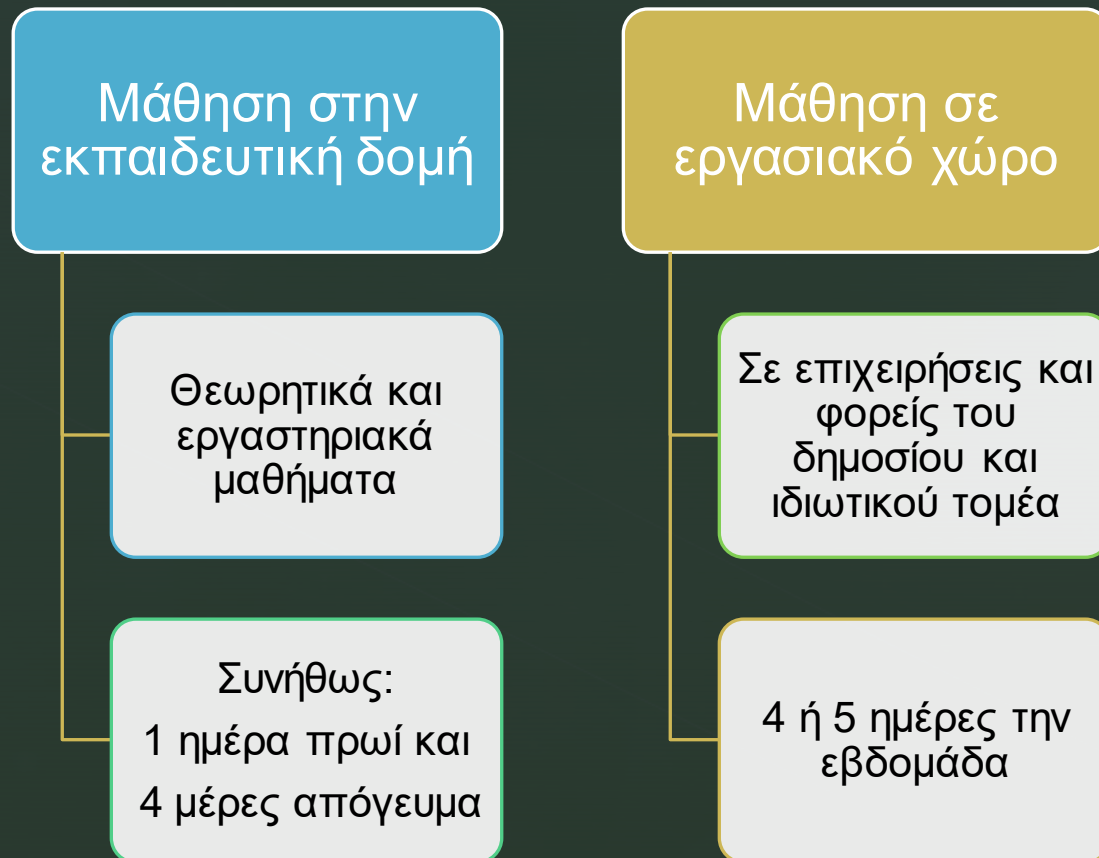 Μάθηση στην
εκπαιδευτική δομή
Θεωρητικά και
εργαστηριακά
μαθήματα
Συνήθως:
1 ημέρα πρωί και
4 μέρες απόγευμα
Μάθηση σε
εργασιακό χώρο
Σε επιχειρήσεις και
φορείς του
δημοσίου και
ιδιωτικού τομέα
4 ή 5 ημέρες την
εβδομάδα